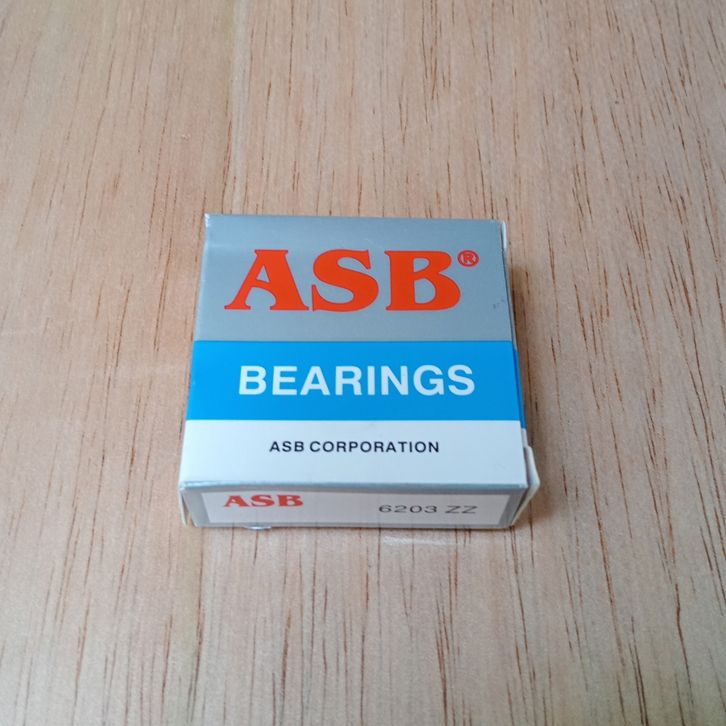 ASB®
BEARINGS
ASB CORPORATION
ASB 6203 ZZ